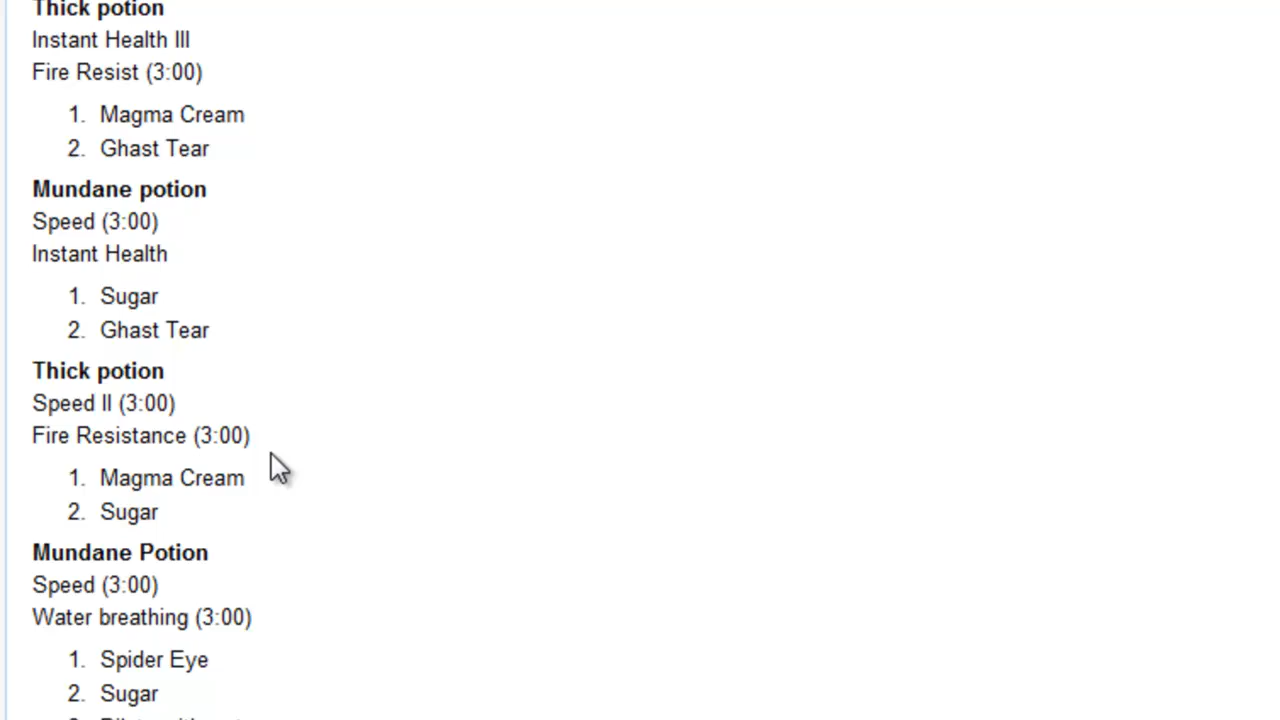 Thick potion
Instant Health III
Fire Resist (3:00)
1. Magma Cream
2. Ghast Tear
Mundane potion
Speed (3:00)
Instant Health
1. Sugar
2. Ghast Tear
Thick potion
Speed II (3:00)
Fire Resistance (3:00)
1. Magma Cream
2. Sugar
Mundane Potion
Speed (3:00)
Water breathing (3:00)
1. Spider Eye
2. Sugar